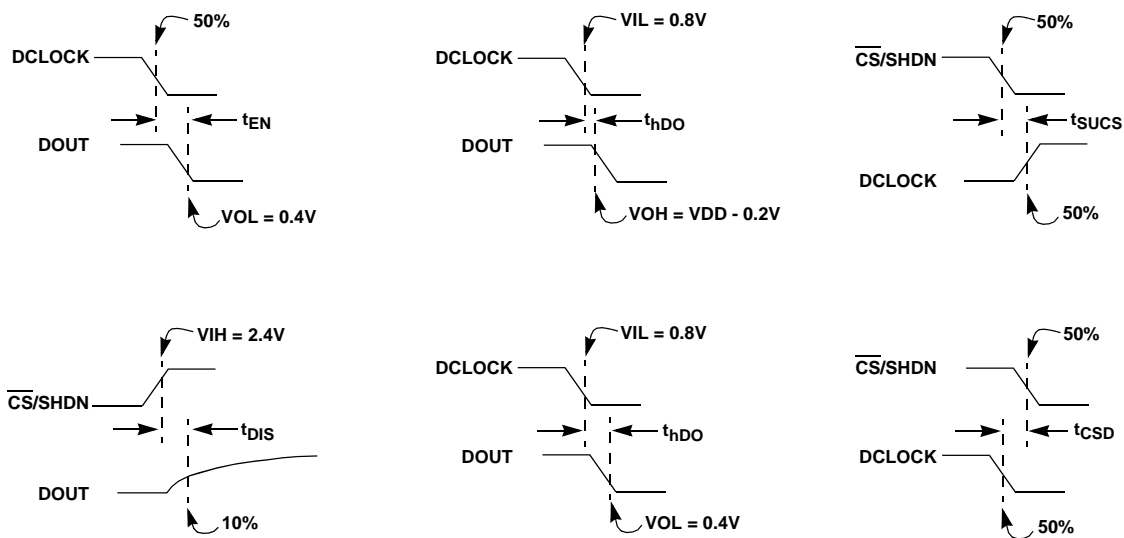 50%
DCLOCK
tEN
DOUT
VOL = 0.4V
VIL = 0.8V
DCLOCK
thDO
DOUT
VOH = VDD - 0.2V
50%
CS/SHDN
tSUCS
DCLOCK
50%
VIH = 2.4V
CS/SHDN
tDIS
DOUT
10%
VIL = 0.8V
DCLOCK
thDO
DOUT
VOL = 0.4V
50%
CS/SHDN
tCSD
DCLOCK
50%